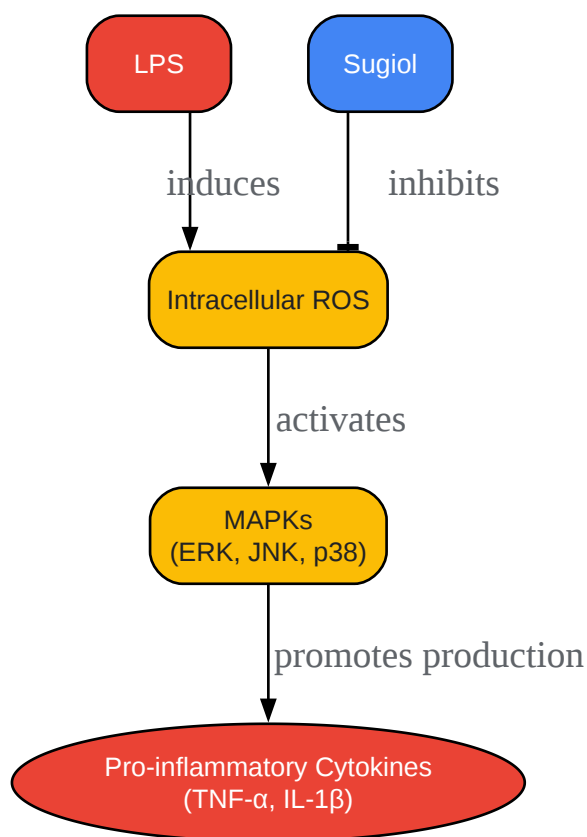 LPS
Sugiol
induces
inhibits
Intracellular ROS
activates
MAPKs
(ERK, JNK, p38)
promotes production
Pro-inflammatory Cytokines
(TNF-α, IL-1β)